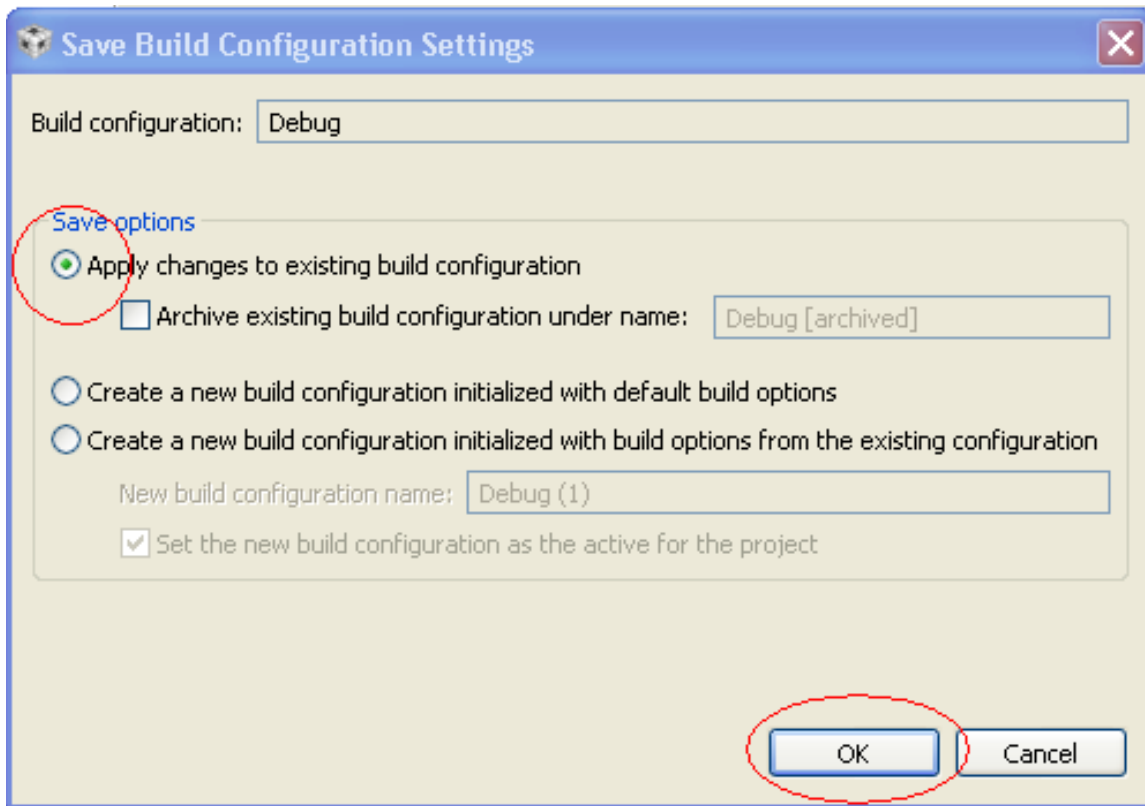 Save Build Configuration Settings
Build configuration: Debug
Save options
Apply changes to existing build configuration
Archive existing build configuration under name: Debug [archived]
Create a new build configuration initialized with default build options
Create a new build configuration initialized with build options from the existing configuration
New build configuration name: Debug (1)
Set the new build configuration as the active for the project
OK Cancel